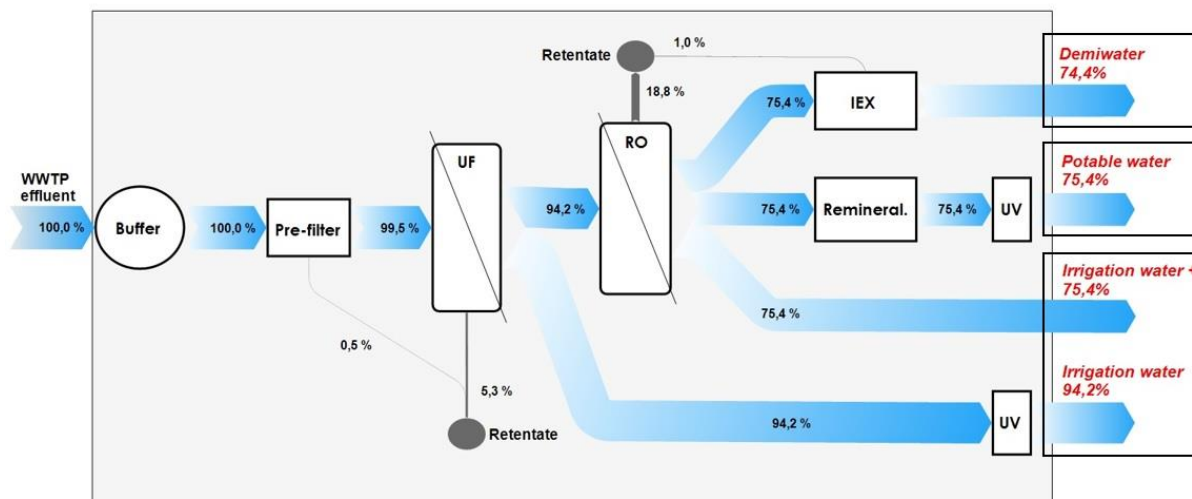 Retentate
1,0 %
Demiwater
74,4%
18,8 %
75,4 %
IEX
RO
UF
WWTP
effluent
100,0 %
Buffer
100,0 %
Pre-filter
99,5 %
94,2 %
75,4 %
Remineral.
75,4 %
UV
Potable water
75,4%
Irrigation water +
75,4%
75,4 %
0,5 %
5,3 %
Retentate
94,2 %
UV
Irrigation water
94,2%